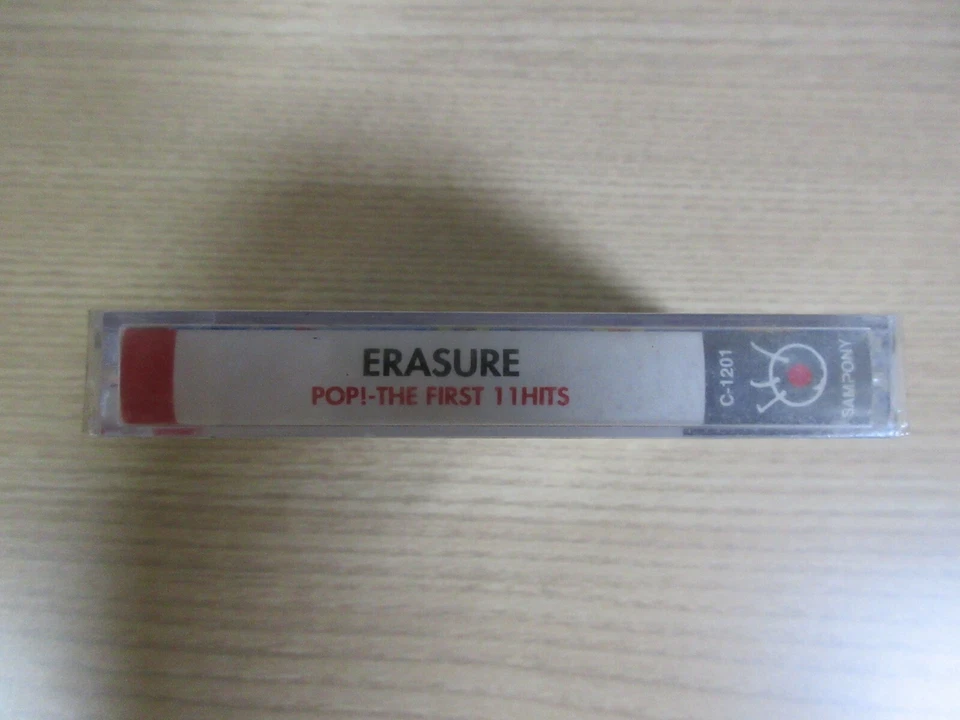 ERASURE
POP!-THE FIRST 11HITS
C-1201
SAMPONY